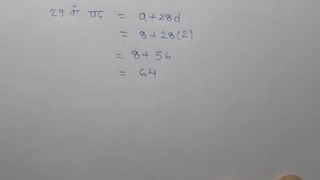 29 वें पद = a+28d
= 8+28(2)
= 8+56
= 64